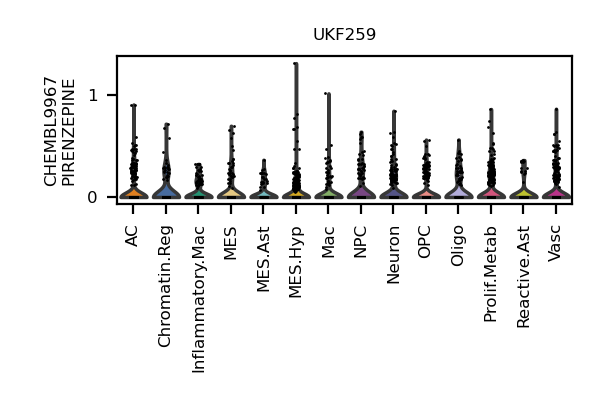 UKF259
CHEMBL9967
PIRENZEPINE
1
0
AC
Chromatin.Reg
Inflammatory.Mac
MES
MES.Ast
MES.Hyp
Mac
NPC
Neuron
OPC
Oligo
Prolif.Metab
Reactive.Ast
Vasc